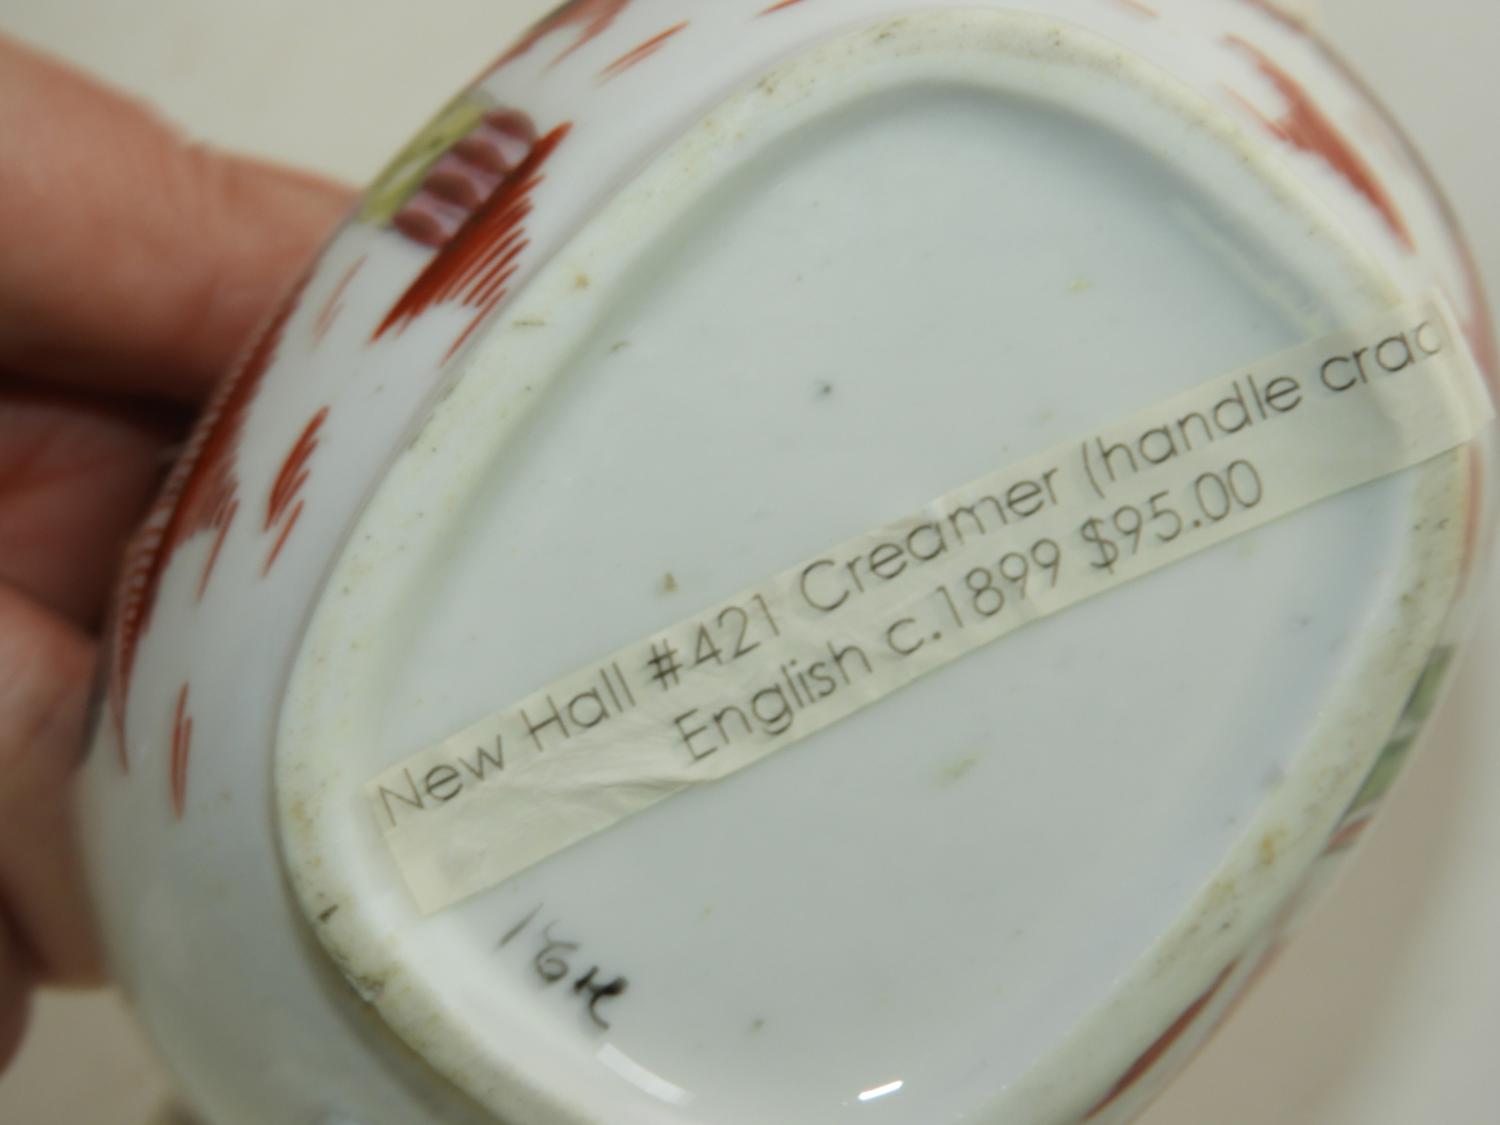 New Hall #421 Creamer (handle crac
English c.1899 $95.00